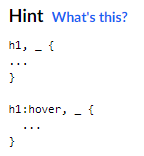 Hint What's this?
h1, _ {
...
}
h1:hover, _ {
...
}